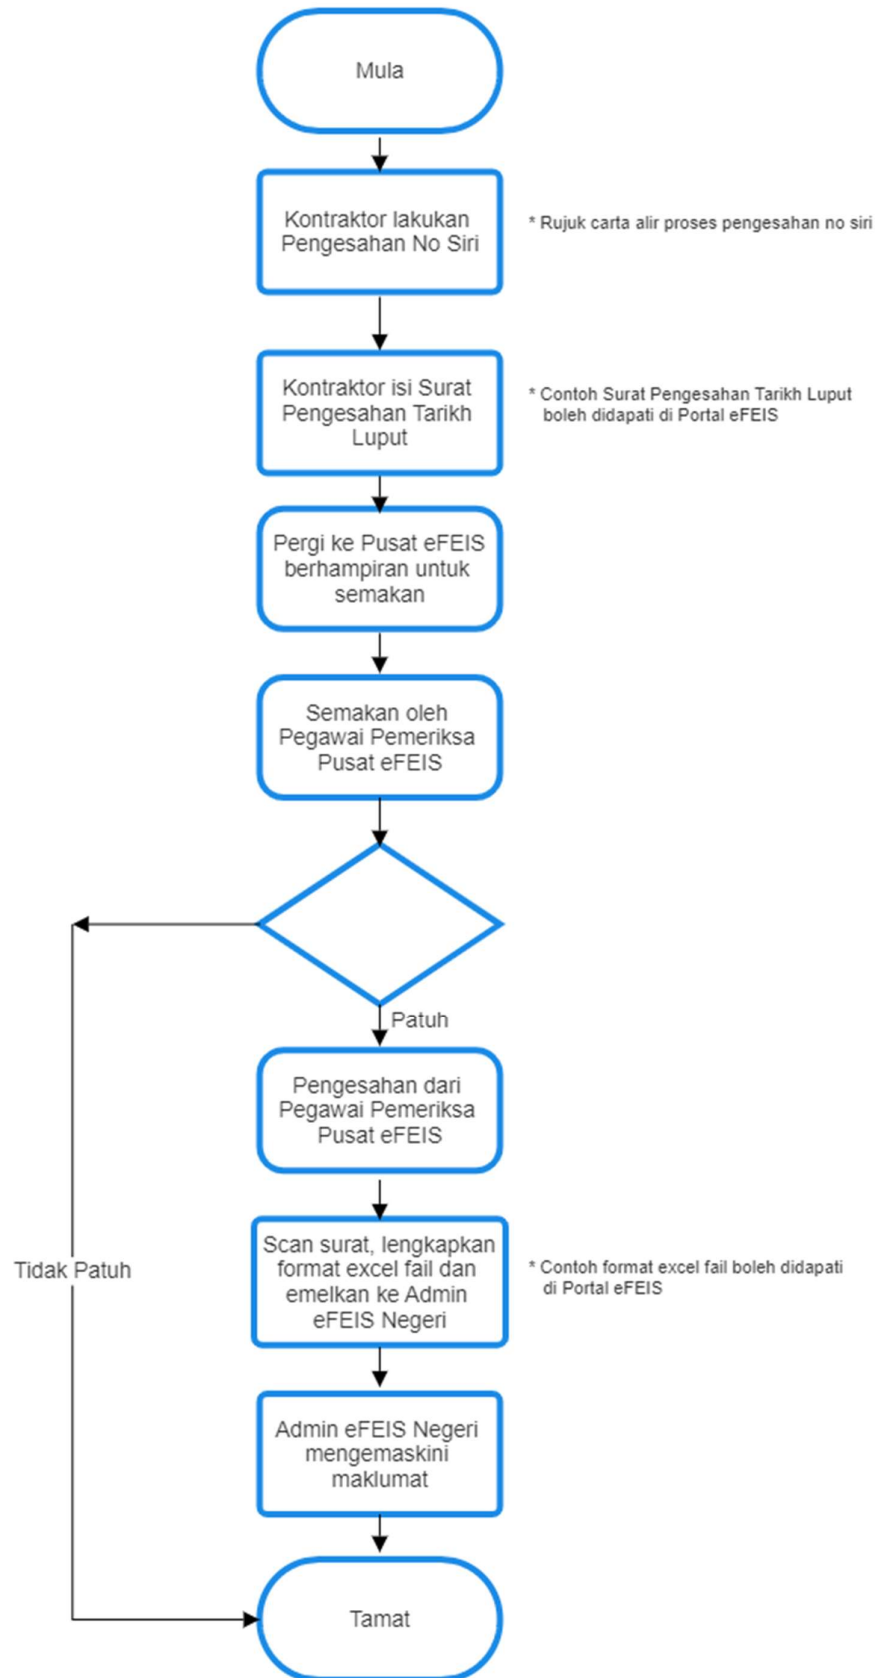 Mula
Kontraktor lakukan
Pengesahan No Siri
* Rujuk carta alir proses pengesahan no siri
Kontraktor isi Surat
Pengesahan Tarikh
Luput
* Contoh Surat Pengesahan Tarikh Luput
boleh didapati di Portal eFEIS
Pergi ke Pusat eFEIS
berhampiran untuk
semakan
Semakan oleh
Pegawai Pemeriksa
Pusat eFEIS
Patuh
Pengesahan dari
Pegawai Pemeriksa
Pusat eFEIS
Tidak Patuh
Scan surat, lengkapkan
format excel fail dan
emelkan ke Admin
eFEIS Negeri
* Contoh format excel fail boleh didapati
di Portal eFEIS
Admin eFEIS Negeri
mengemaskini
maklumat
Tamat